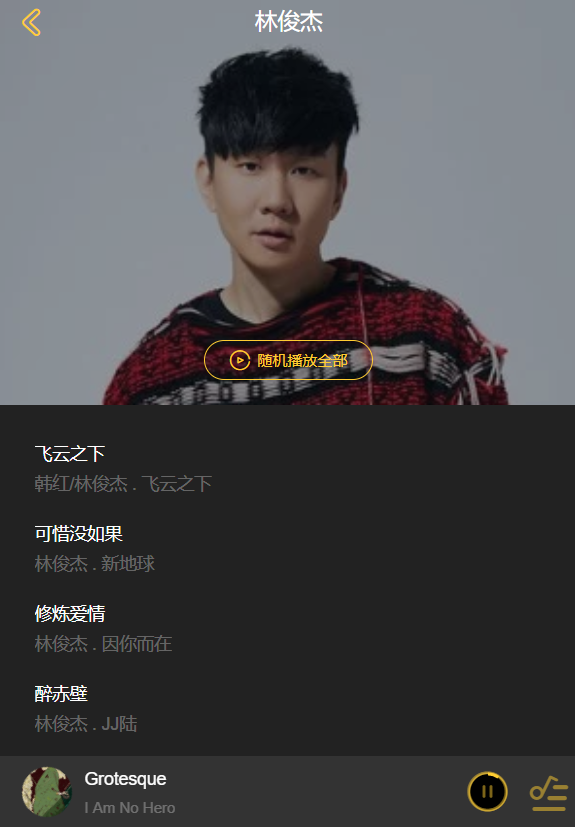 林俊杰
随机播放全部
飞云之下
韩红/林俊杰 . 飞云之下
可惜没如果
林俊杰 . 新地球
修炼爱情
林俊杰 . 因你而在
醉赤壁
林俊杰 . JJ陆
Grotesque
I Am No Hero